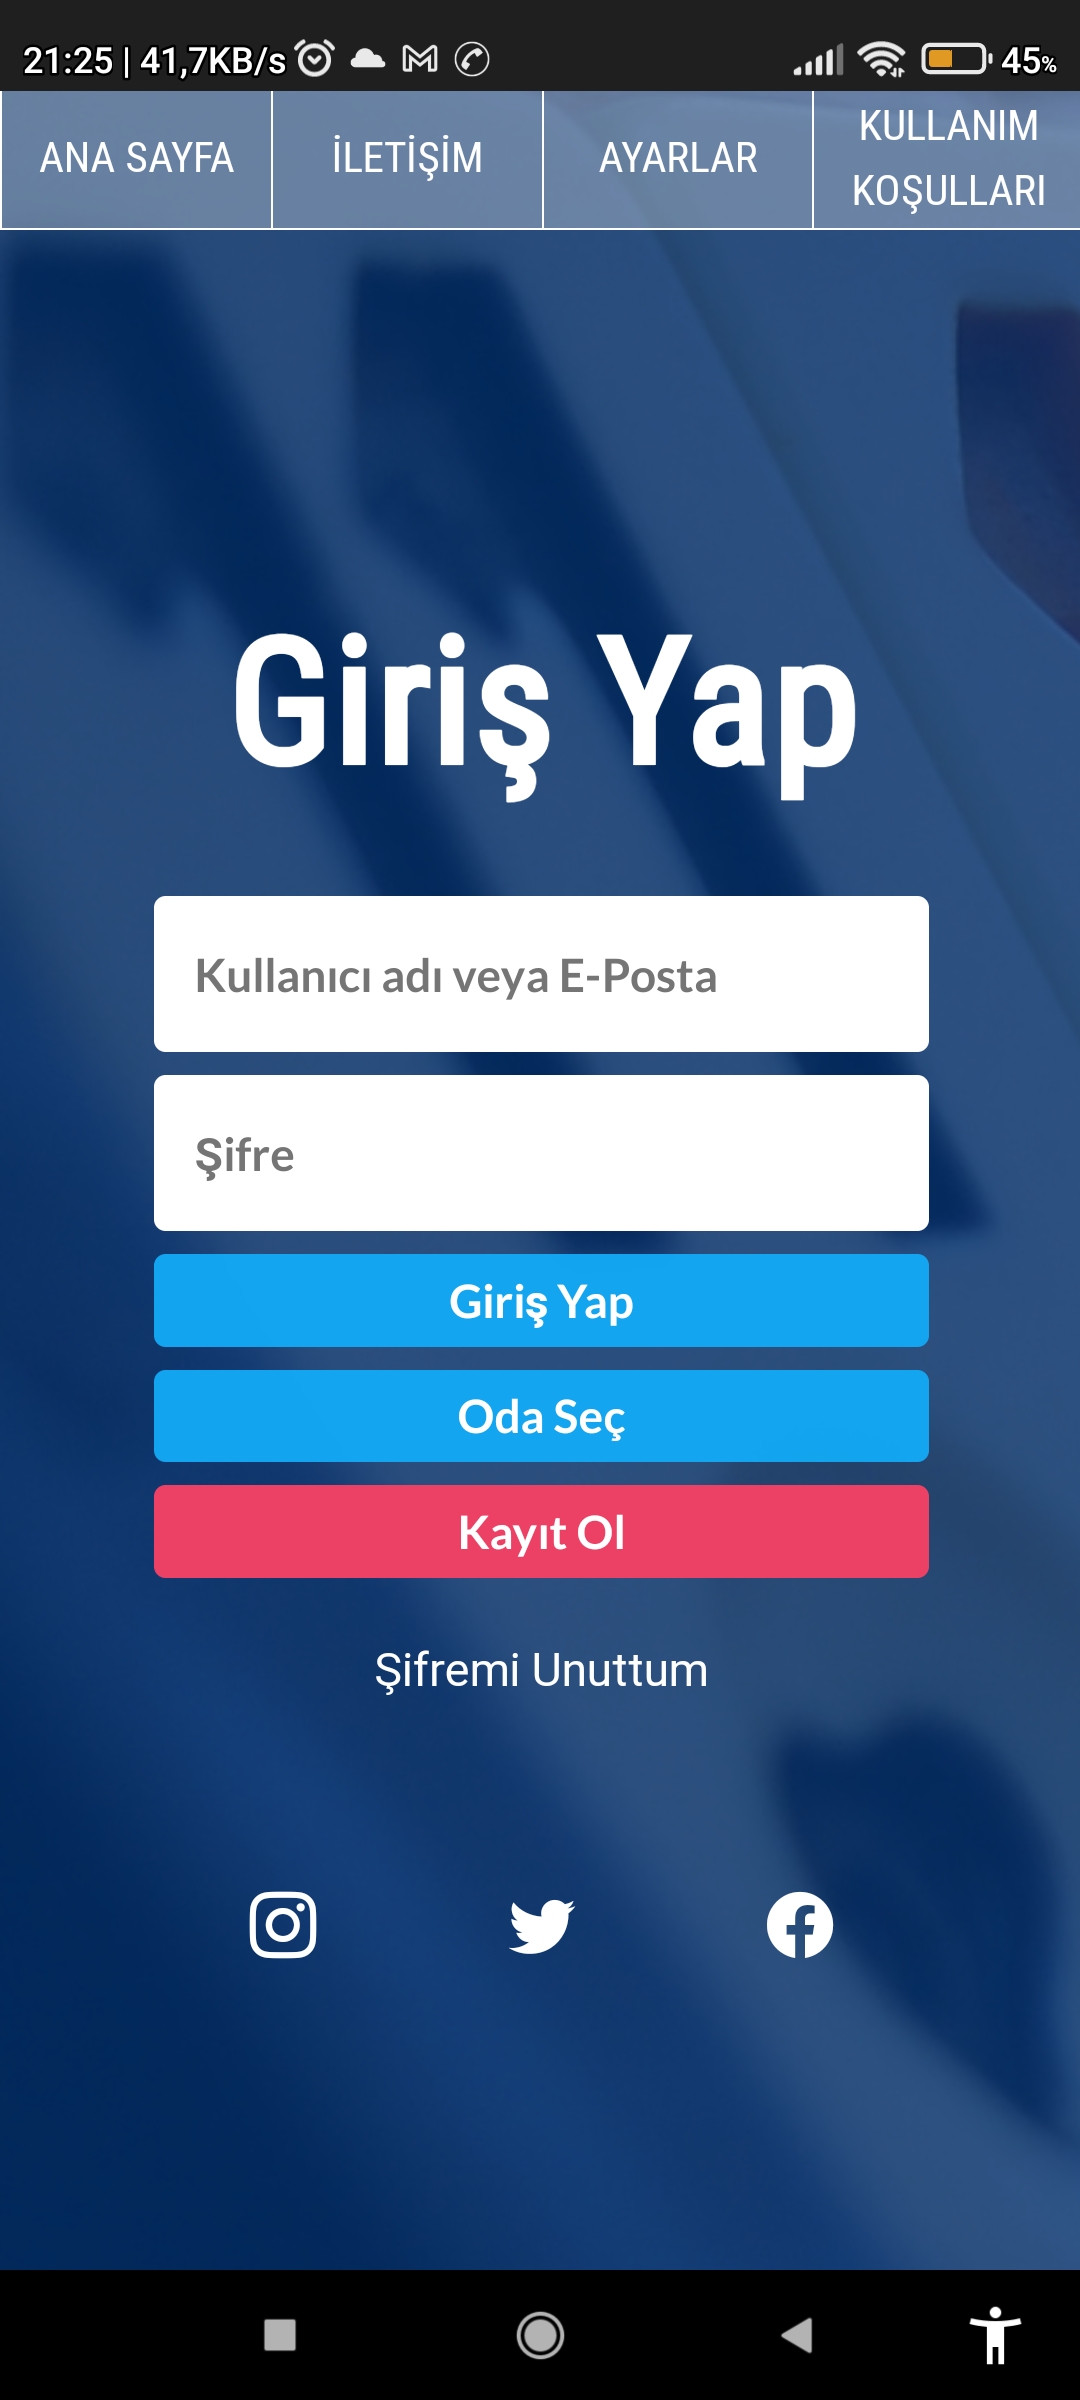 21:25 | 41,7KB/s
45%
ANA SAYFA
İLETİŞİM
AYARLAR
KULLANIM
KOŞULLARI
Giriş Yap
Kullanıcı adı veya E-Posta
Şifre
Giriş Yap
Oda Seç
Kayıt Ol
Şifremi Unuttum